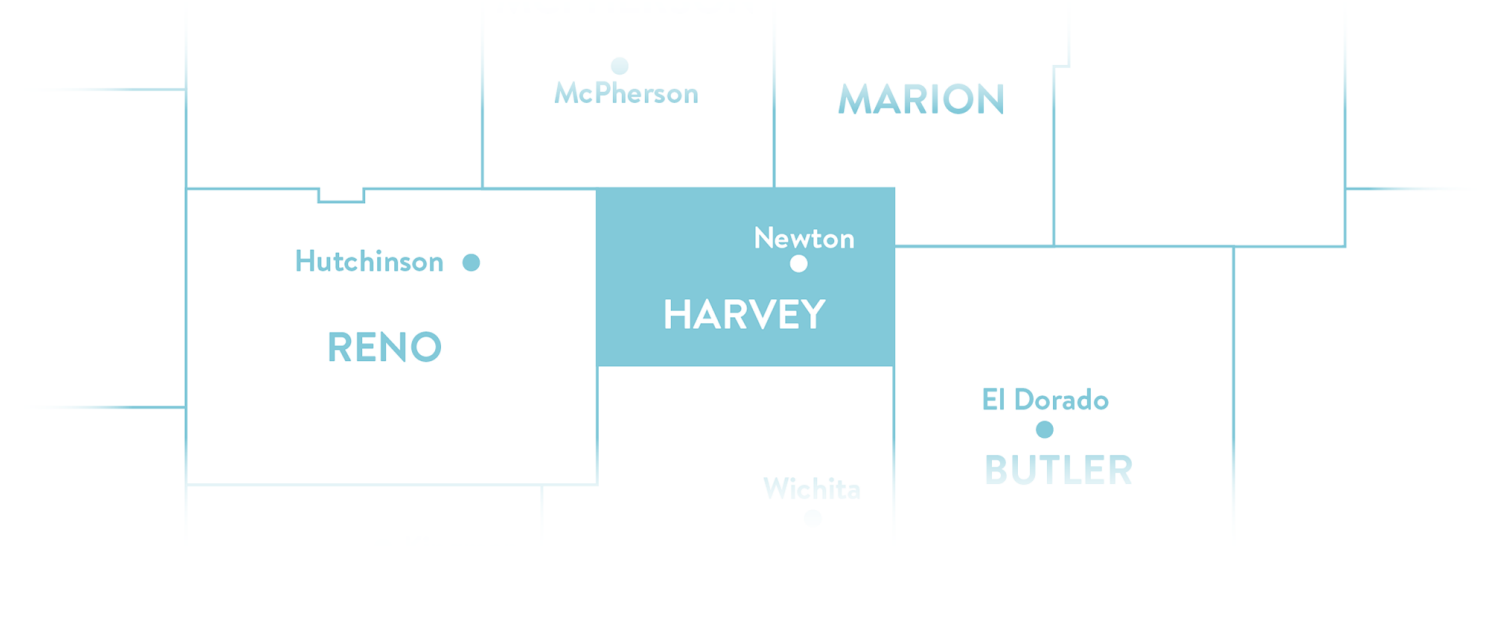 McPherson
MARION
Newton
Hutchinson
HARVEY
RENO
El Dorado
BUTLER
Wichita